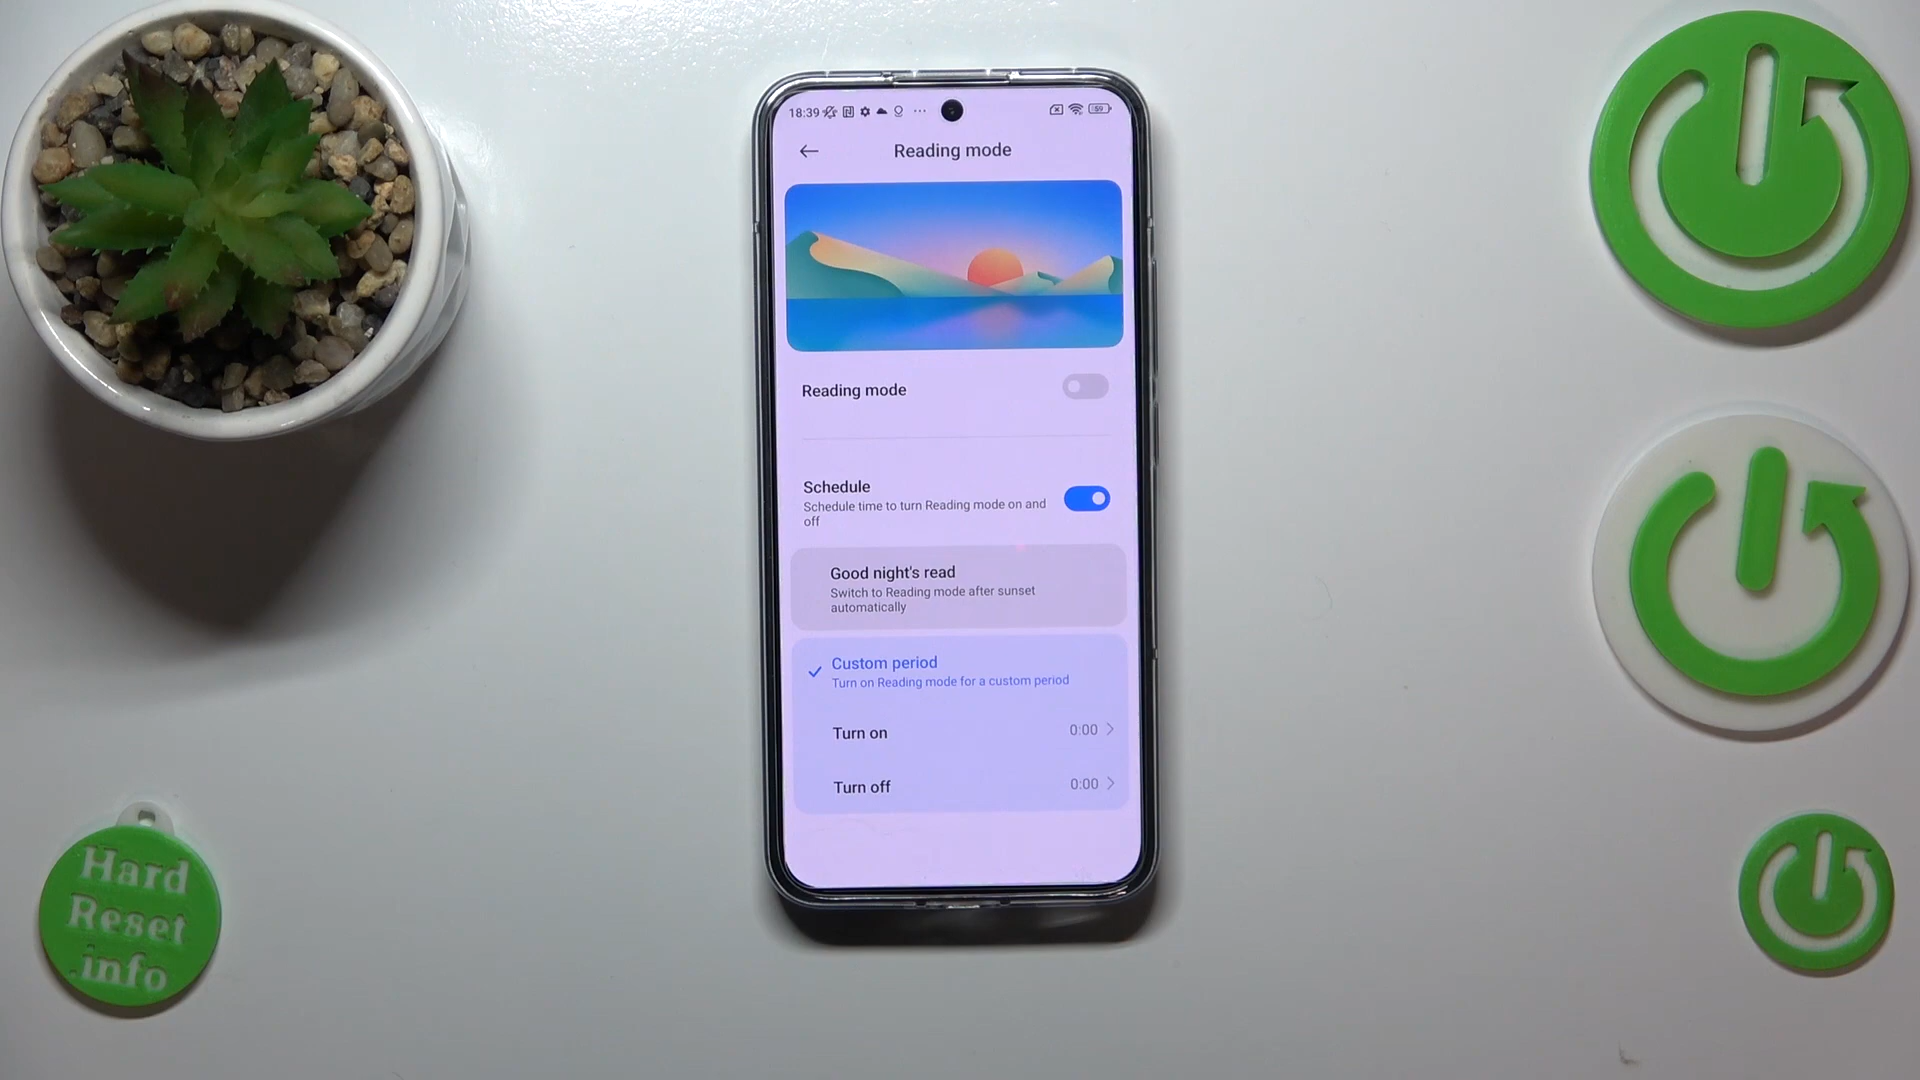 18:39
59
Reading mode
Reading mode
Schedule
Schedule time to turn Reading mode on and
off
Good night's read
Switch to Reading mode after sunset
automatically
Custom period
Turn on Reading mode for a custom period
Turn on 0:00
Turn off 0:00
Hard
Reset
.info